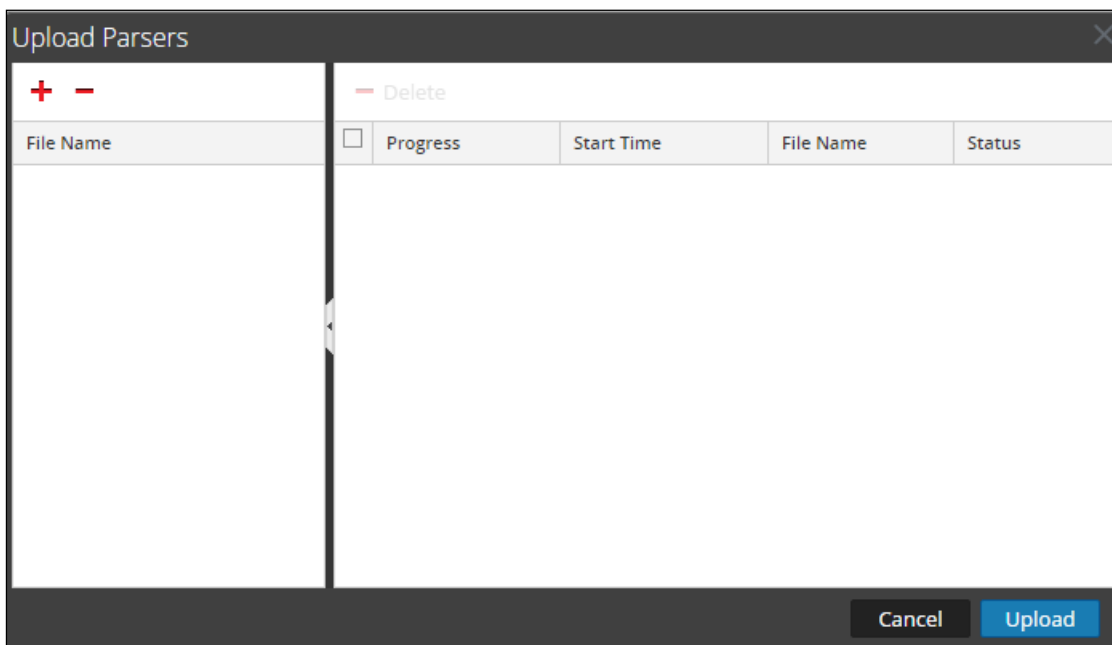 Upload Parsers
Delete
File Name
Progress Start Time File Name Status
Cancel Upload